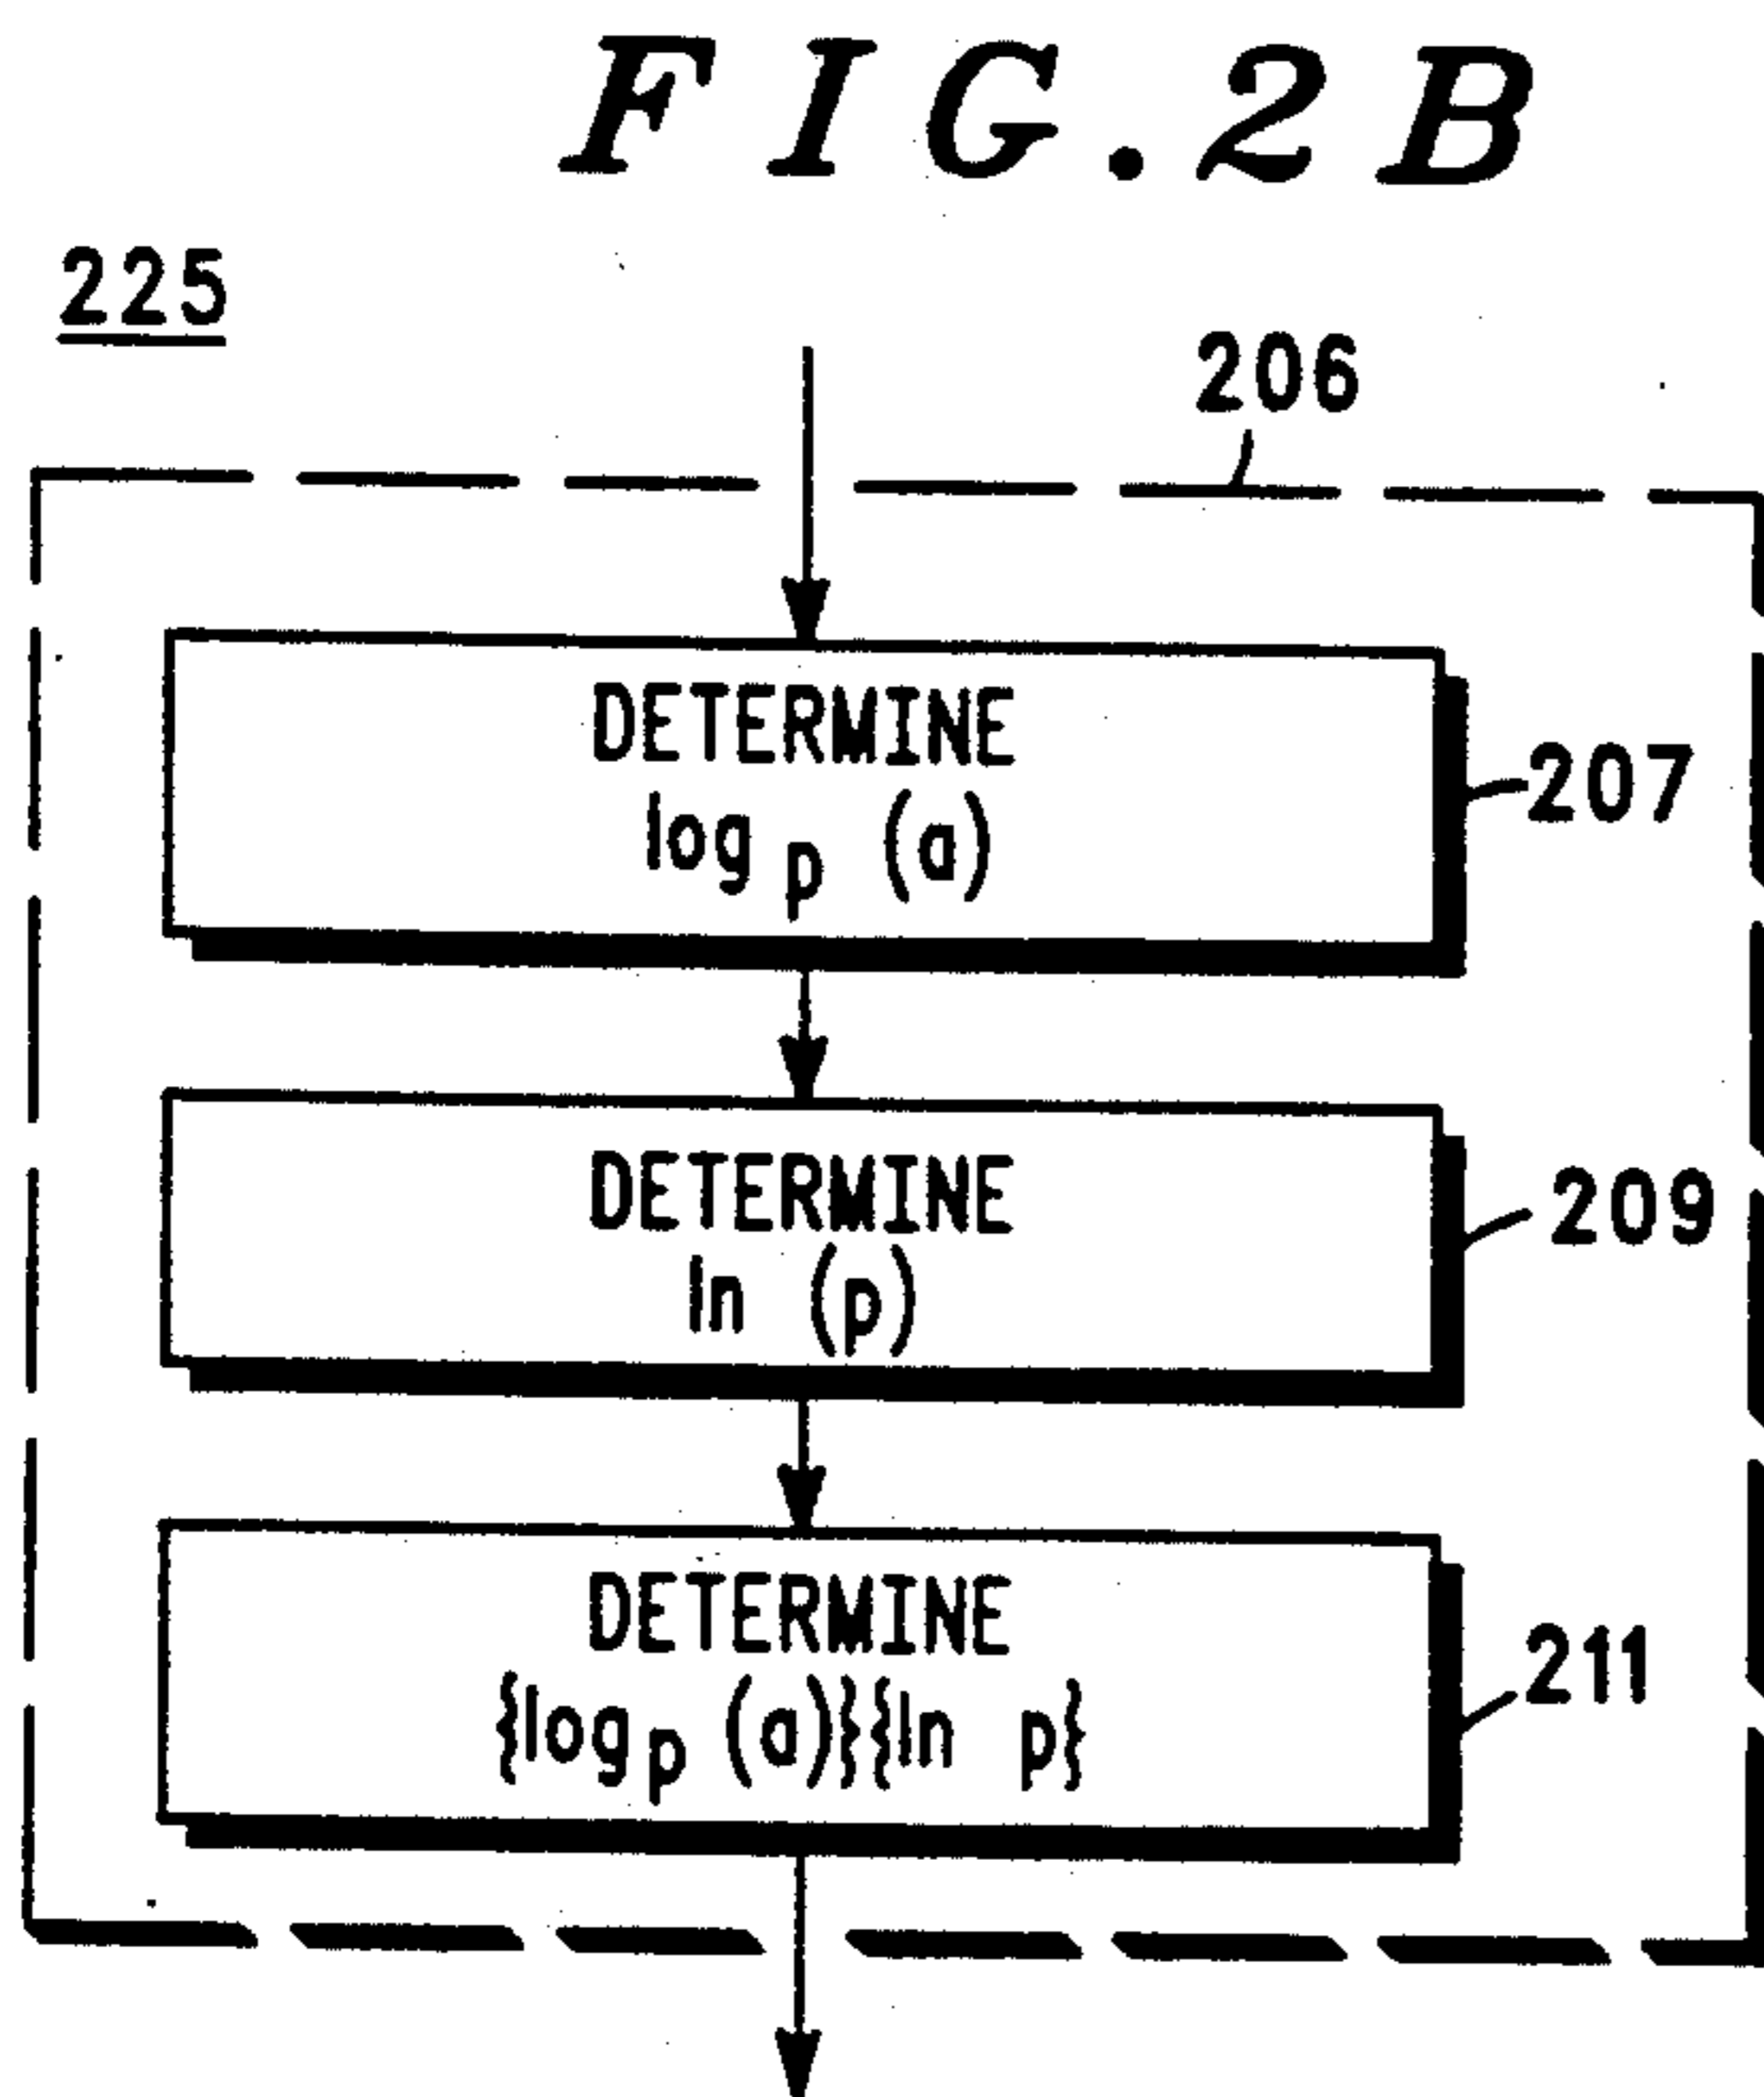 FIG. 2B
225
206
DETERMINE
log p (a)
207
DETERMINE
ln (p)
209
DETERMINE
{log p (a)}{ln p}
211